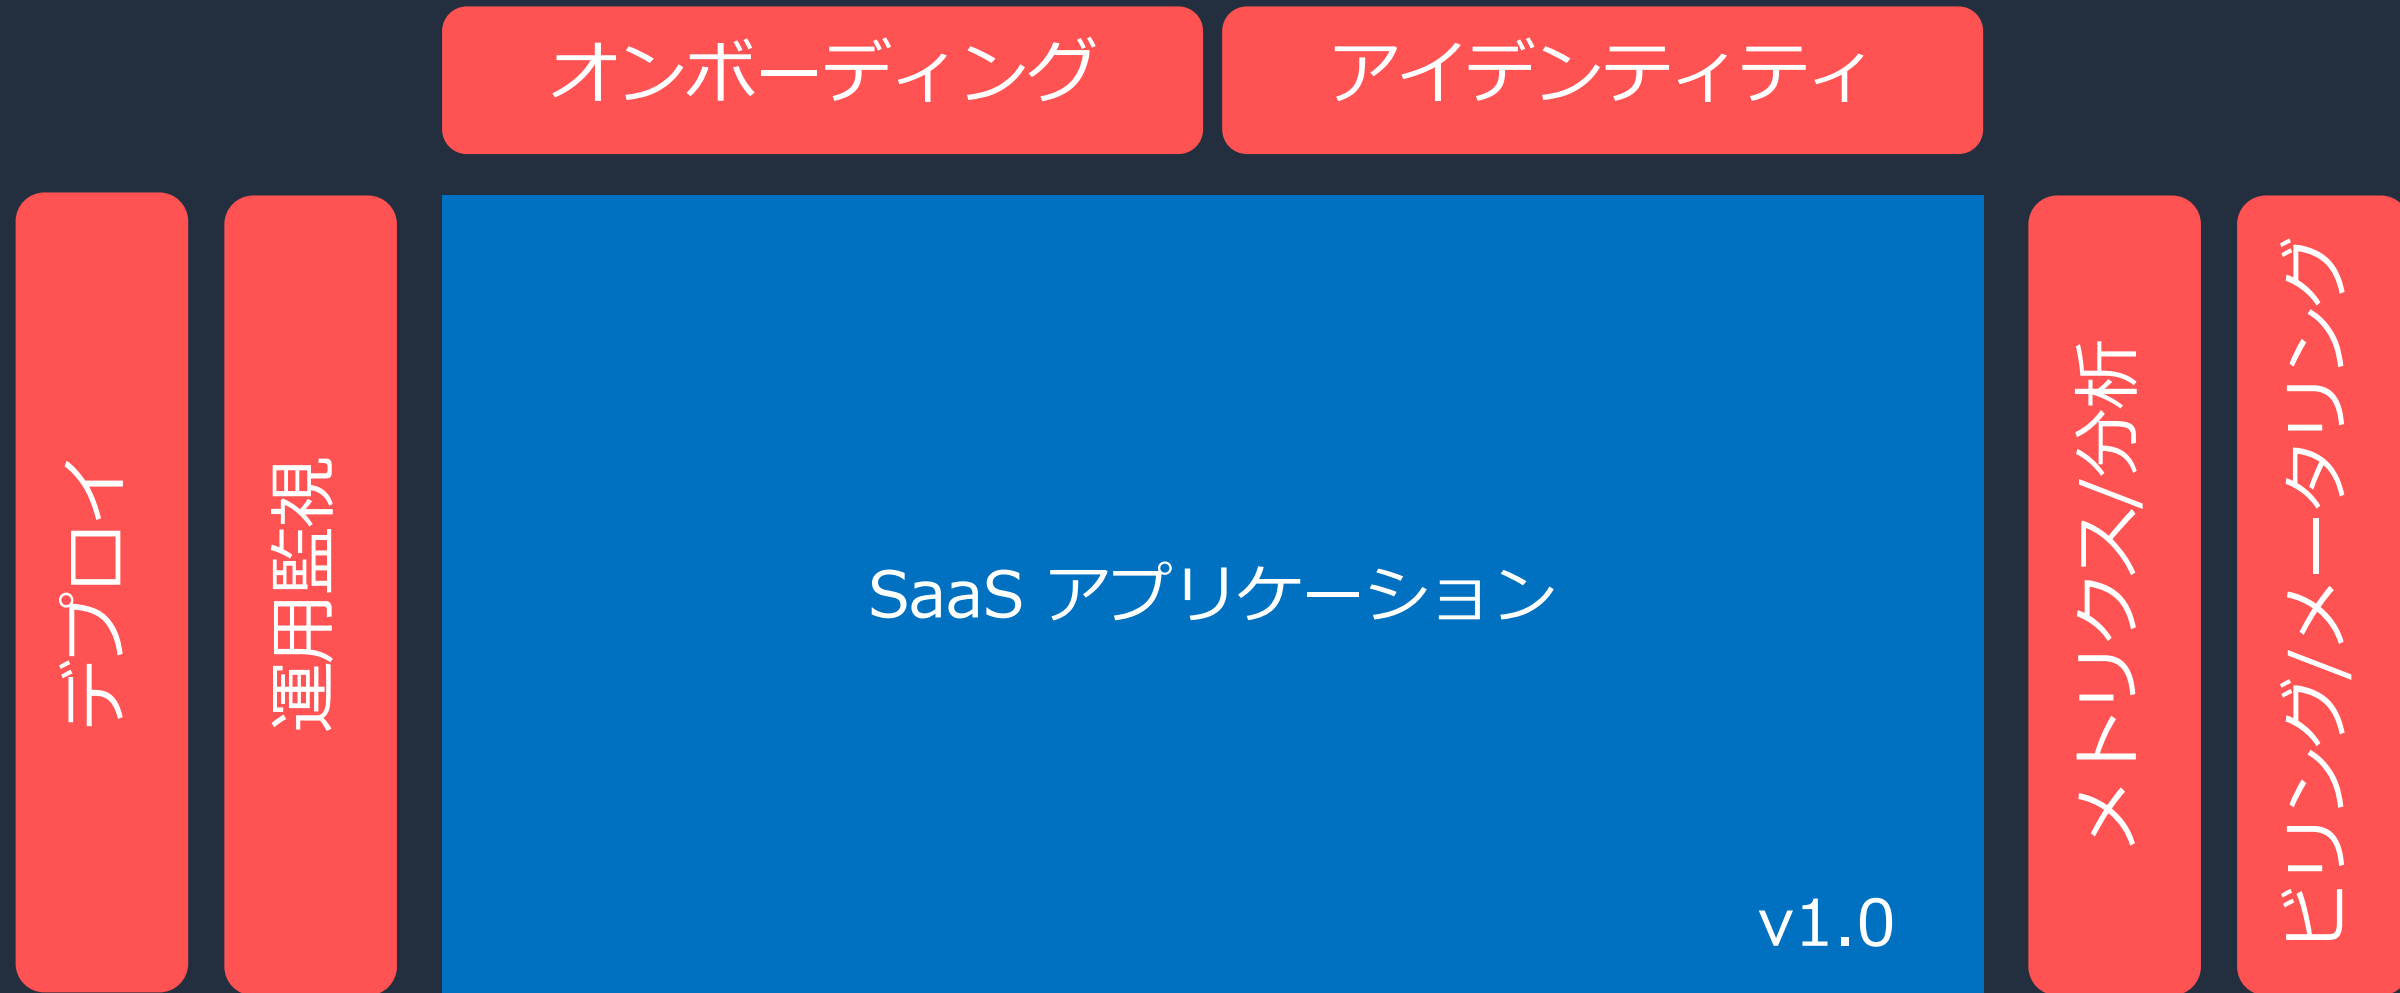 オンボーディング
アイデンティティ
デプロイ
運用監視
SaaS アプリケーション
v1.0
メトリクス/分析
ビリング/メータリング